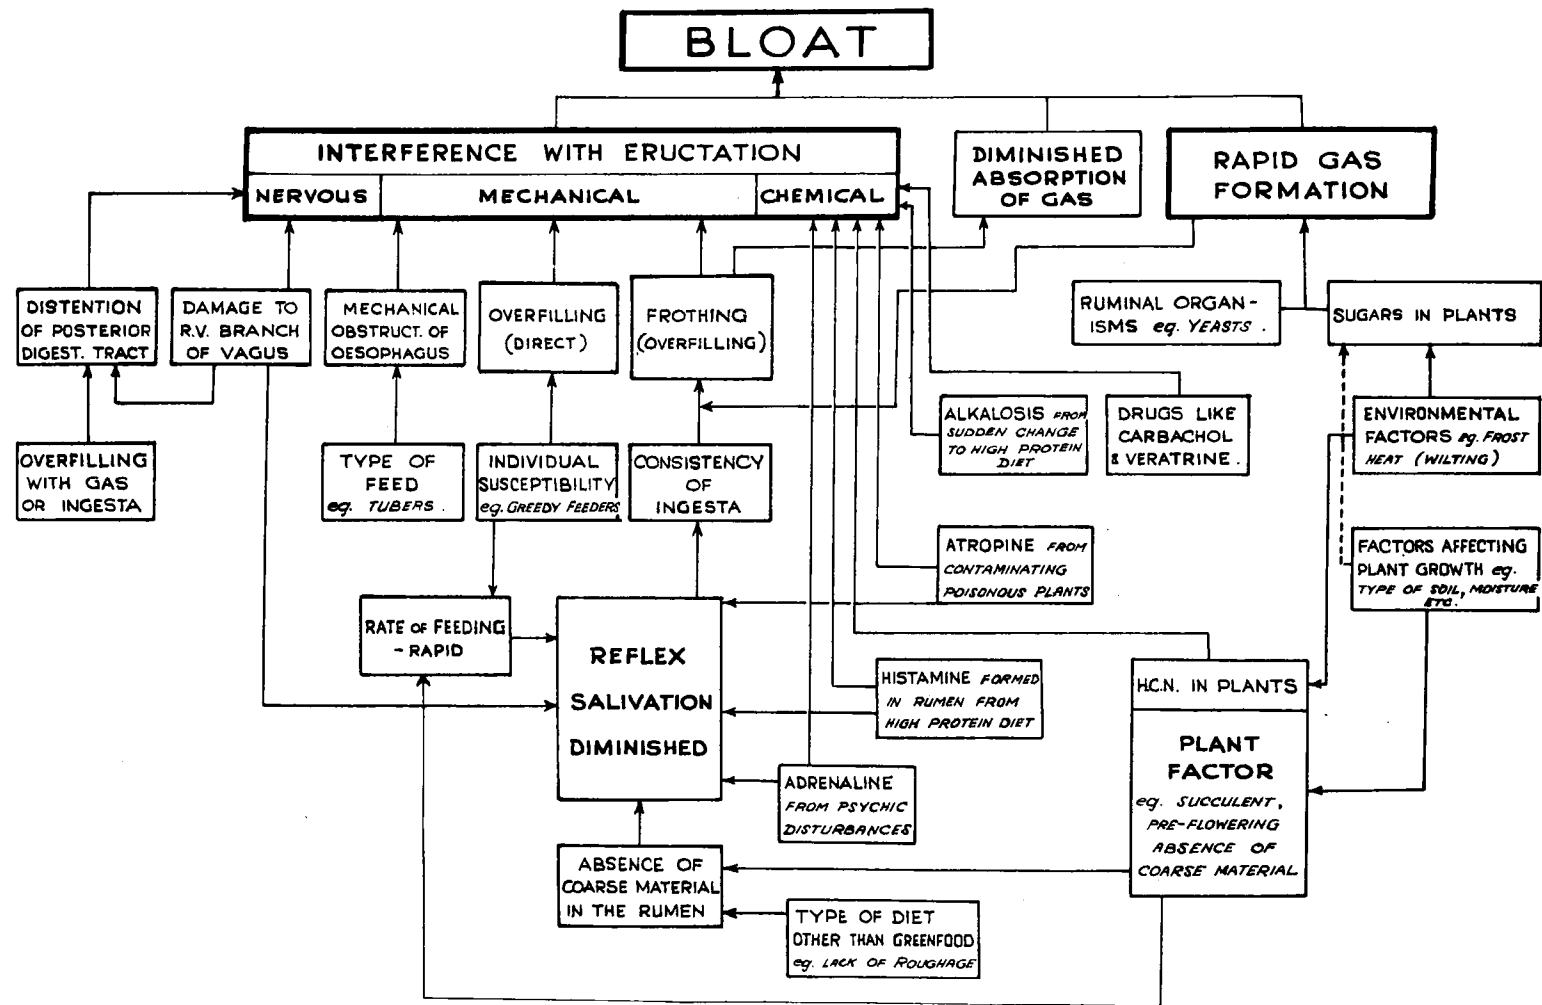 BLOAT
INTERFERENCE WITH ERUCTATION
NERVOUS
MECHANICAL
CHEMICAL
DIMINISHED
ABSORPTION
OF GAS
RAPID GAS
FORMATION
DISTENTION
OF POSTERIOR
DIGEST. TRACT
DAMAGE TO
R.V. BRANCH
OF VAGUS
MECHANICAL
OBSTRUCT. OF
OESOPHAGUS
OVERFILLING
(DIRECT)
FROTHING
(OVERFILLING)
RUMINAL ORGAN-
ISMS eg. YEASTS.
SUGARS IN PLANTS
OVERFILLING
WITH GAS
OR INGESTA
TYPE OF
FEED
eg. TUBERS.
INDIVIDUAL
SUSCEPTIBILITY
eg. GREEDY FEEDERS
CONSISTENCY
OF
INGESTA
ALKALOSIS FROM
SUDDEN CHANGE
TO HIGH PROTEIN
DIET
DRUGS LIKE
CARBACHOL
& VERATRINE.
ENVIRONMENTAL
FACTORS eg. FROST
HEAT (WILTING)
ATROPINE FROM
CONTAMINATING
POISONOUS PLANTS
FACTORS AFFECTING
PLANT GROWTH eg.
TYPE OF SOIL, MOISTURE
ETC.
RATE OF FEEDING
- RAPID
REFLEX
SALIVATION
DIMINISHED
HISTAMINE FORMED
IN RUMEN FROM
HIGH PROTEIN DIET
H.C.N. IN PLANTS
PLANT
FACTOR
eg. SUCCULENT,
PRE-FLOWERING
ABSENCE OF
COARSE MATERIAL
ADRENALINE
FROM PSYCHIC
DISTURBANCES
ABSENCE OF
COARSE MATERIAL
IN THE RUMEN
TYPE OF DIET
OTHER THAN GREENFOOD
eg. LACK OF ROUGHAGE